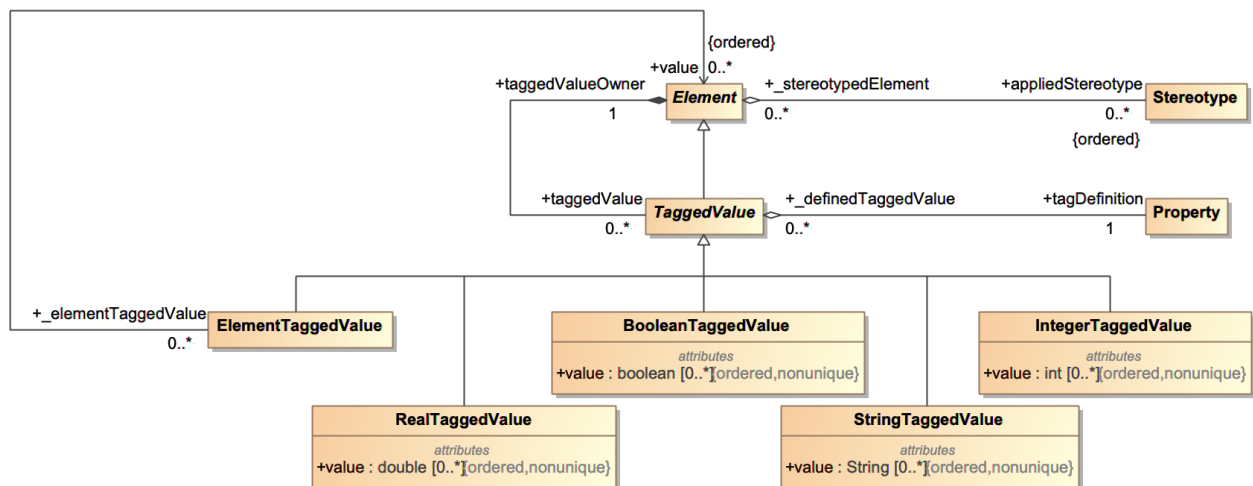 {ordered}
+value 0..*
+taggedValueOwner
+_stereotypedElement
+appliedStereotype
Element
Stereotype
1
0..*
0..*
{ordered}
+taggedValue
+_definedTaggedValue
+tagDefinition
TaggedValue
Property
0..*
0..*
1
+_elementTaggedValue
0..*
ElementTaggedValue
BooleanTaggedValue
attributes
+value : boolean [0..*]{ordered,nonunique}
IntegerTaggedValue
attributes
+value : int [0..*]{ordered,nonunique}
RealTaggedValue
attributes
+value : double [0..*]{ordered,nonunique}
StringTaggedValue
attributes
+value : String [0..*]{ordered,nonunique}